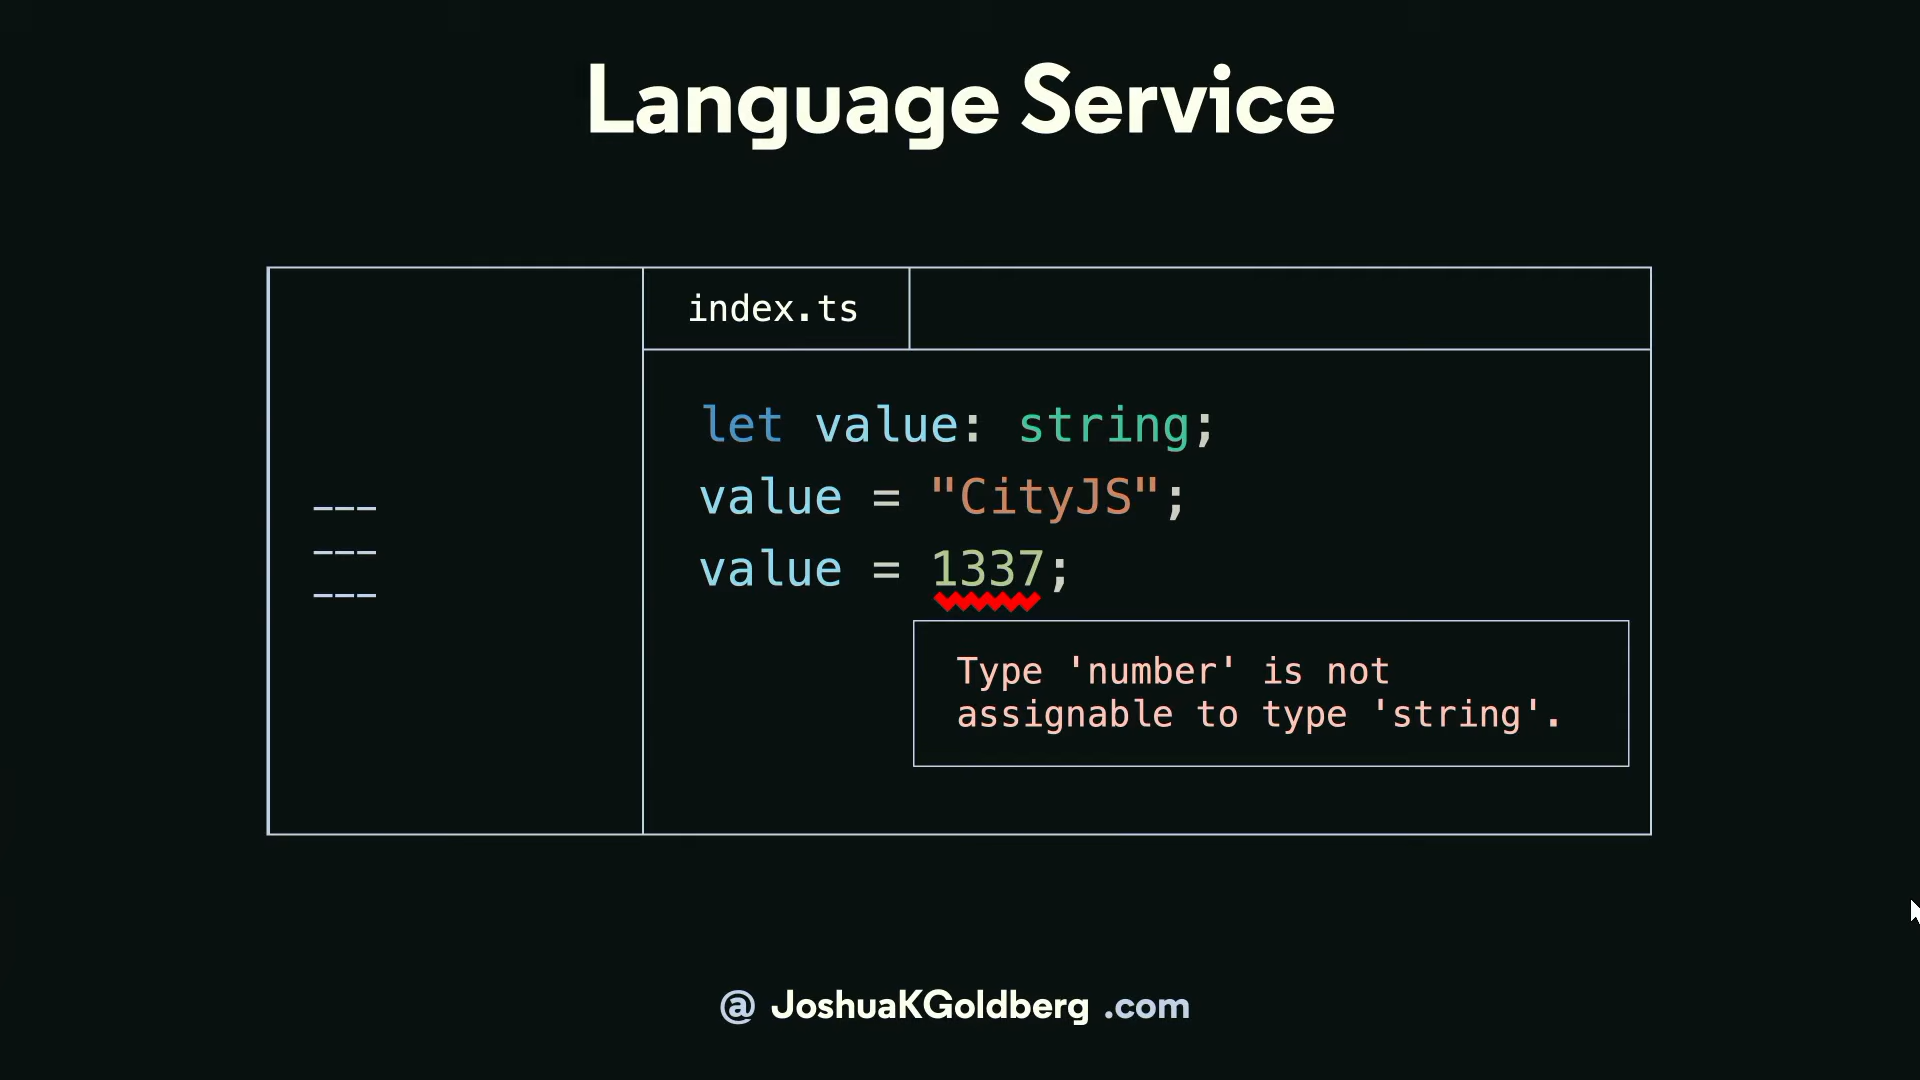 Language Service
index.ts
let value: string;
value = "CityJS";
value = 1337;
Type 'number' is not
assignable to type 'string'.
---
---
---
@ JoshuaKGoldberg .com